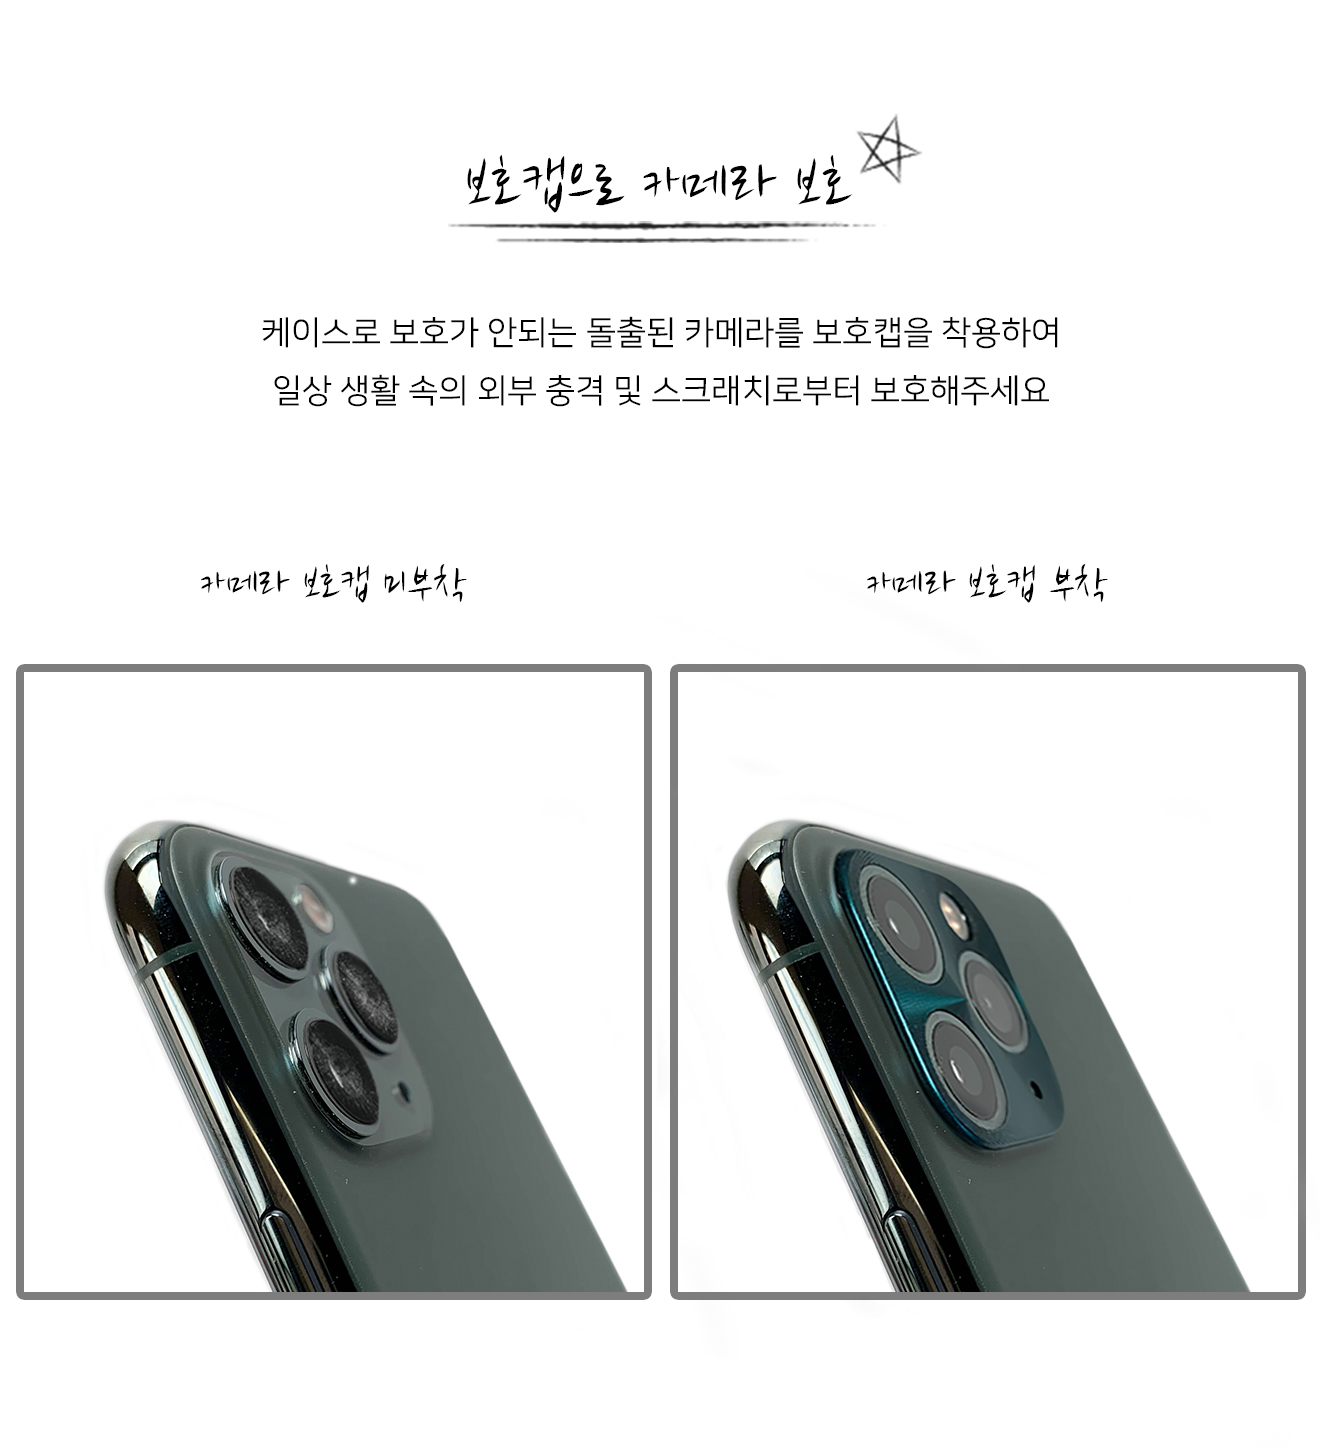 보호캡으로 카메라 보호
케이스로 보호가 안되는 돌출된 카메라를 보호캡을 착용하여
일상 생활 속의 외부 충격 및 스크래치로부터 보호해주세요
카메라 보호캡 미부착
카메라 보호캡 부착